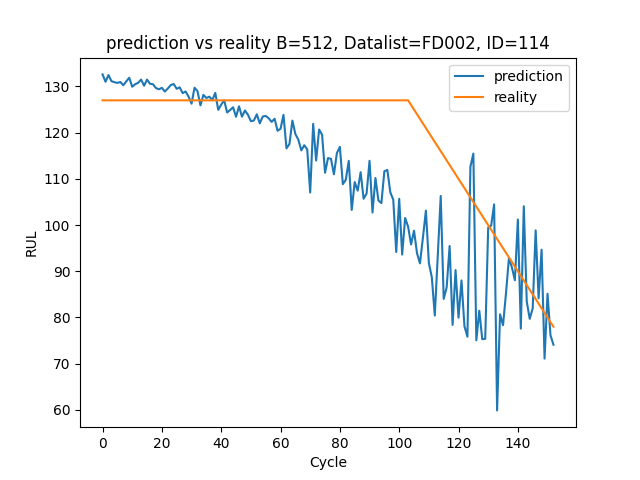 prediction vs reality B=512, Datalist=FD002, ID=114
prediction
reality
130
120
110
100
90
80
70
60
RUL
0 20 40 60 80 100 120 140
Cycle